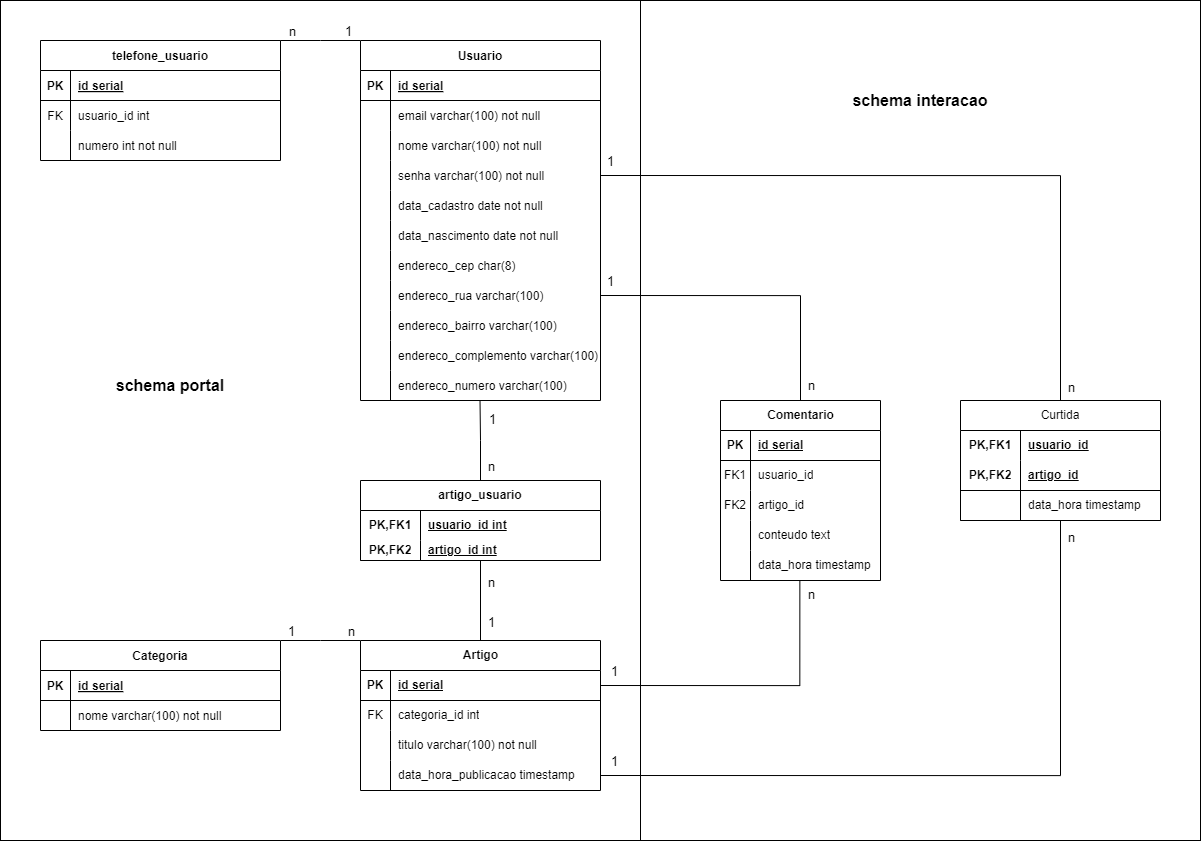 n
1
telefone_usuario
PK
id serial
FK
usuario_id int
numero int not null
Usuario
PK
id serial
email varchar(100) not null
nome varchar(100) not null
senha varchar(100) not null
data_cadastro date not null
data_nascimento date not null
endereco_cep char(8)
endereco_rua varchar(100)
endereco_bairro varchar(100)
endereco_complemento varchar(100)
endereco_numero varchar(100)
schema portal
1
n
artigo_usuario
PK,FK1
usuario_id int
PK,FK2
artigo_id int
n
1
1
n
Categoria
PK
id serial
nome varchar(100) not null
Artigo
PK
id serial
FK
categoria_id int
titulo varchar(100) not null
data_hora_publicacao timestamp
schema interacao
1
1
n
n
Comentario
PK
id serial
FK1
usuario_id
FK2
artigo_id
conteudo text
data_hora timestamp
n
1
Curtida
PK,FK1
usuario_id
PK,FK2
artigo_id
data_hora timestamp
n
1